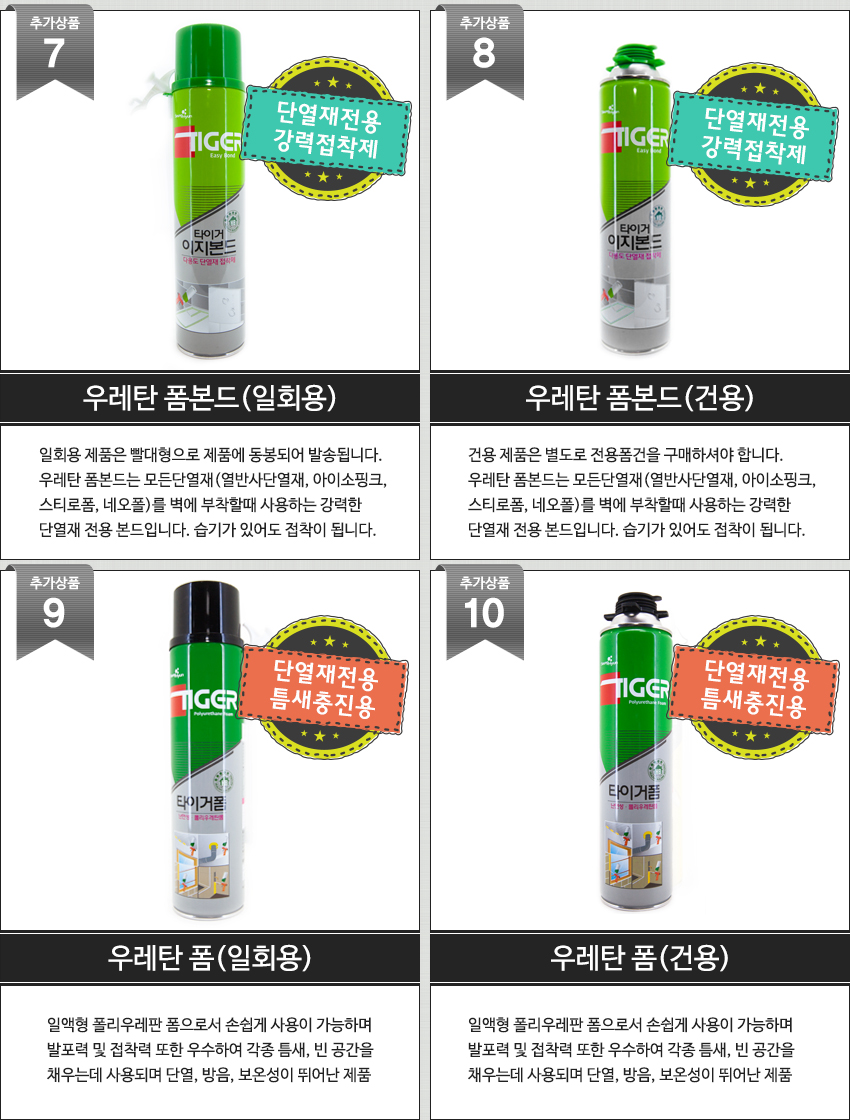 추가상품
7
단열재전용
강력접착제
TIGER
Easy Bond
타이거
이지본드
다용도 단열재 접착제
우레탄 폼본드(일회용)
일회용 제품은 빨대형으로 제품에 동봉되어 발송됩니다.
우레탄 폼본드는 모든단열재(열반사단열재, 아이소핑크,
스티로폼, 네오폴)를 벽에 부착할때 사용하는 강력한
단열재 전용 본드입니다. 습기가 있어도 접착이 됩니다.
추가상품
8
단열재전용
강력접착제
TIGER
Easy Bond
타이거
이지본드
다용도 단열재 접착제
우레탄 폼본드(건용)
건용 제품은 별도로 전용폼건을 구매하셔야 합니다.
우레탄 폼본드는 모든단열재(열반사단열재, 아이소핑크,
스티로폼, 네오폴)를 벽에 부착할때 사용하는 강력한
단열재 전용 본드입니다. 습기가 있어도 접착이 됩니다.
추가상품
9
단열재전용
틈새충진용
TIGER
Polyurethane Foam
타이거폼
우레탄 폼(일회용)
일액형 폴리우레판 폼으로서 손쉽게 사용이 가능하며
발포력 및 접착력 또한 우수하여 각종 틈새, 빈 공간을
채우는데 사용되며 단열, 방음, 보온성이 뛰어난 제품
추가상품
10
단열재전용
틈새충진용
TIGER
Polyurethane Foam
타이거폼
우레탄 폼(건용)
일액형 폴리우레판 폼으로서 손쉽게 사용이 가능하며
발포력 및 접착력 또한 우수하여 각종 틈새, 빈 공간을
채우는데 사용되며 단열, 방음, 보온성이 뛰어난 제품